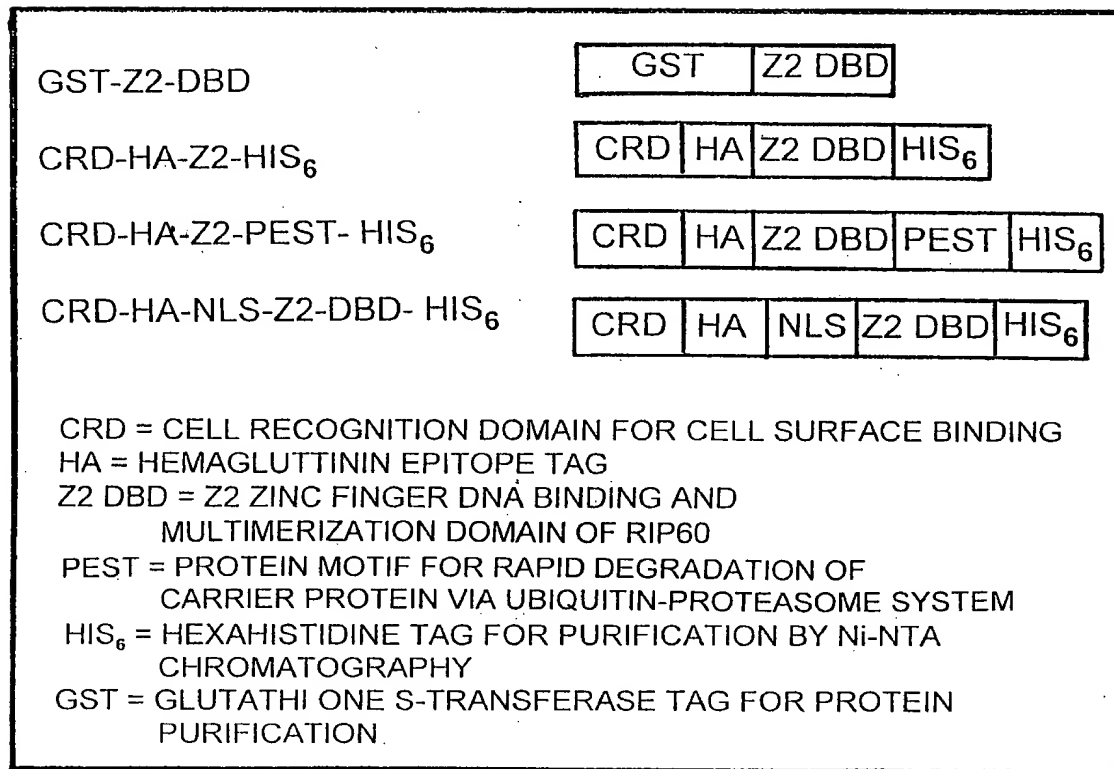 GST-Z2-DBD GST Z2 DBD
CRD-HA-Z2-HIS6 CRD HA Z2 DBD HIS6
CRD-HA-Z2-PEST- HIS6 CRD HA Z2 DBD PEST HIS6
CRD-HA-NLS-Z2-DBD- HIS6 CRD HA NLS Z2 DBD HIS6
CRD = CELL RECOGNITION DOMAIN FOR CELL SURFACE BINDING
HA = HEMAGLUTTININ EPITOPE TAG
Z2 DBD = Z2 ZINC FINGER DNA BINDING AND
MULTIMERIZATION DOMAIN OF RIP60
PEST = PROTEIN MOTIF FOR RAPID DEGRADATION OF
CARRIER PROTEIN VIA UBIQUITIN-PROTEASOME SYSTEM
HIS6 = HEXAHISTIDINE TAG FOR PURIFICATION BY Ni-NTA
CHROMATOGRAPHY
GST = GLUTATHI ONE S-TRANSFERASE TAG FOR PROTEIN
PURIFICATION